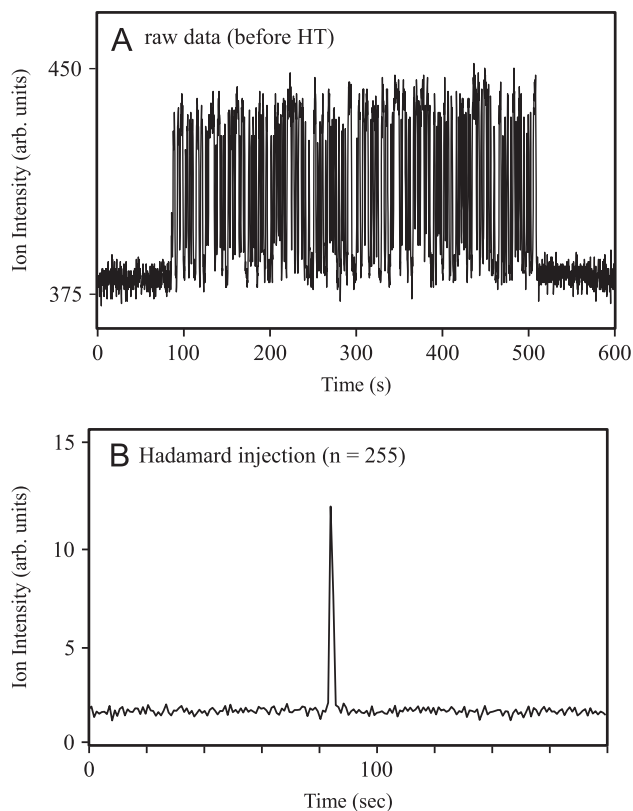 A raw data (before HT)
Ion Intensity (arb. units)
450
375
0 100 200 300 400 500 600
Time (s)
B Hadamard injection (n = 255)
Ion Intensity (arb. units)
15
10
5
0
0 100
Time (sec)